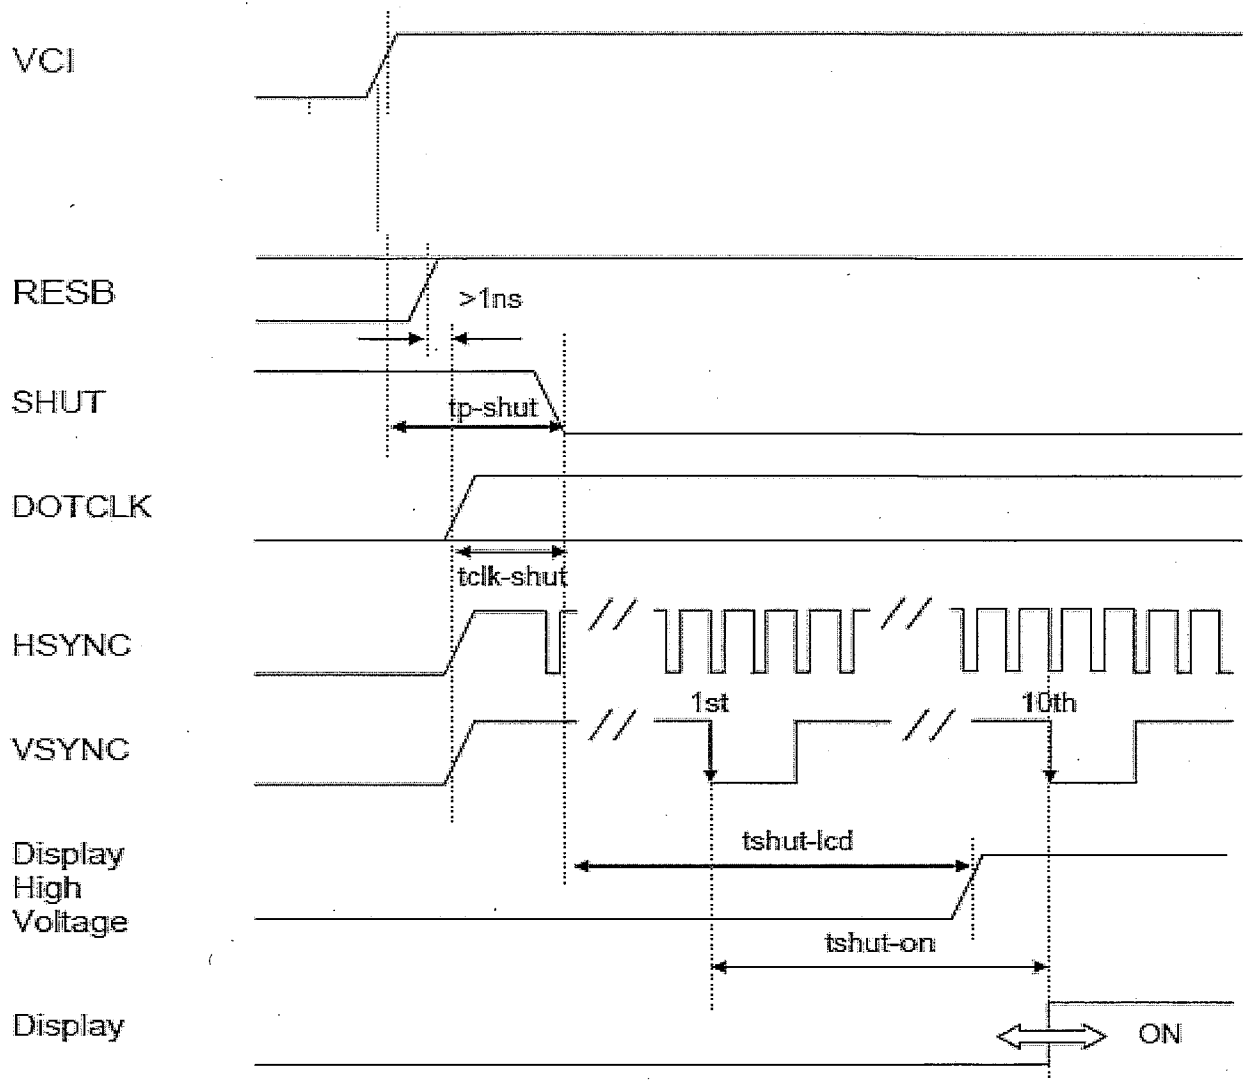 VCI
RESB
>1ns
SHUT
tp-shut
DOTCLK
tclk-shut
HSYNC
1st
10th
VSYNC
tshut-lcd
Display
High
Voltage
tshut-on
Display
ON